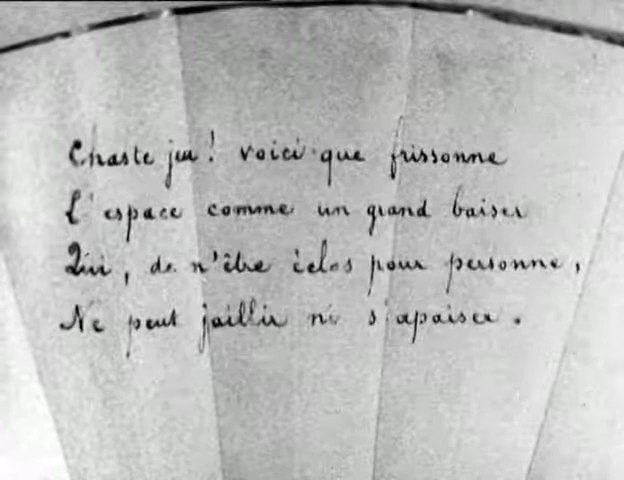 Chaste jeu! voici que frissonne
L'espace comme un grand baiser
Qui, de n'être éclos pour personne,
Ne peut jaillir ni s'apaiser.